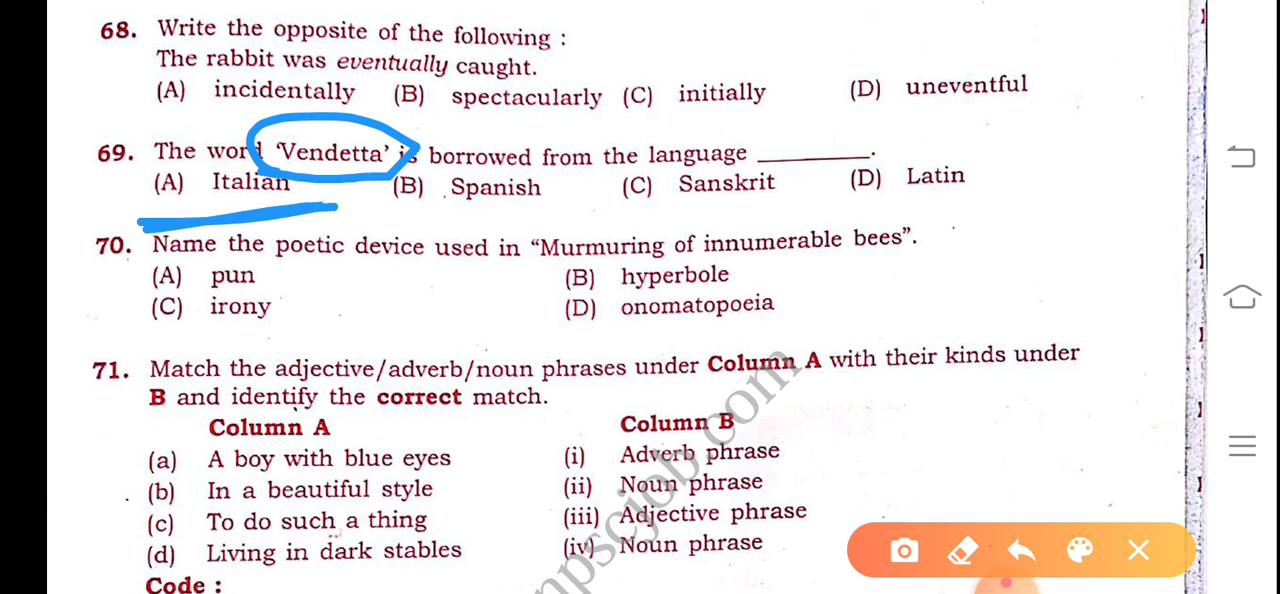 68. Write the opposite of the following :
The rabbit was eventually caught.
(A) incidentally (B) spectacularly (C) initially (D) uneventful
69. The word 'Vendetta' is borrowed from the language ________.
(A) Italian (B) Spanish (C) Sanskrit (D) Latin
70. Name the poetic device used in “Murmuring of innumerable bees”.
(A) pun (B) hyperbole
(C) irony (D) onomatopoeia
71. Match the adjective/adverb/noun phrases under Column A with their kinds under
B and identify the correct match.
Column A Column B
(a) A boy with blue eyes (i) Adverb phrase
(b) In a beautiful style (ii) Noun phrase
(c) To do such a thing (iii) Adjective phrase
(d) Living in dark stables (iv) Noun phrase
Code :
npscjob.com